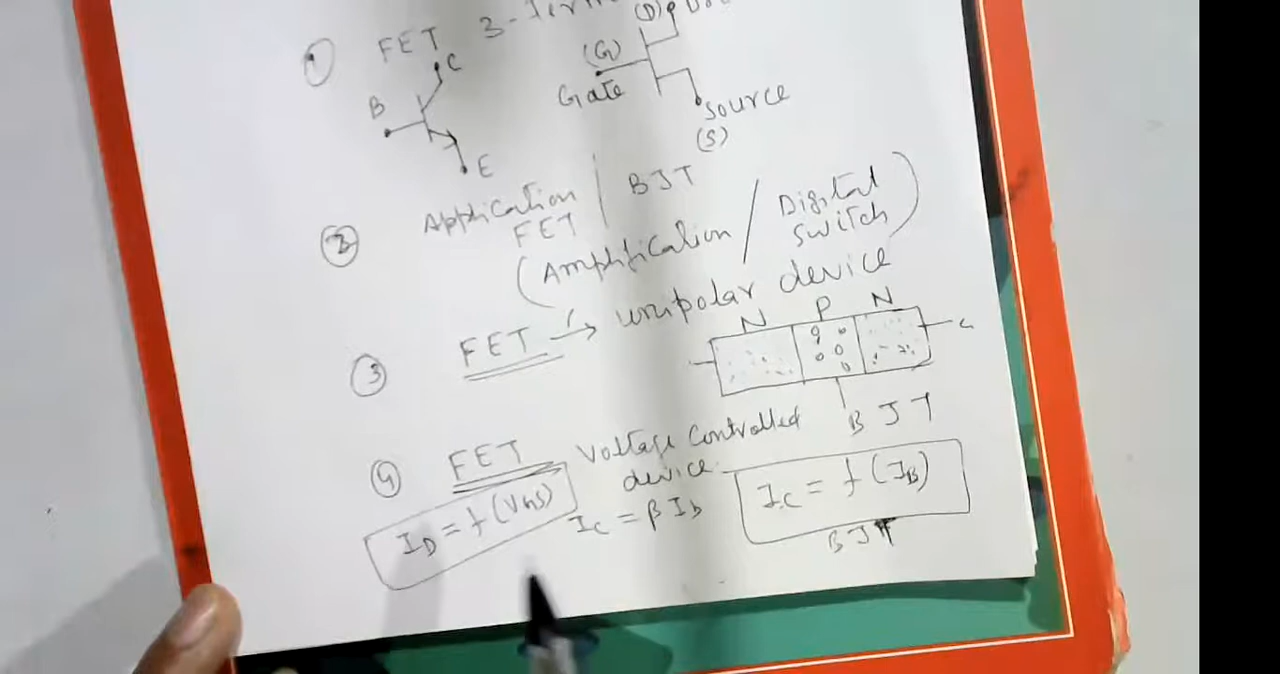 ① FET 3-
(D)
C
(G)
Gate
B
Source
(S)
E
② Application FET / BJT
(Amplification / Digital switch)
③ FET → unipolar device
N P N
BJT
④ FET Voltage Controlled device
ID = f(VGS)
IC = βIb
IC = f(IB)
BJT